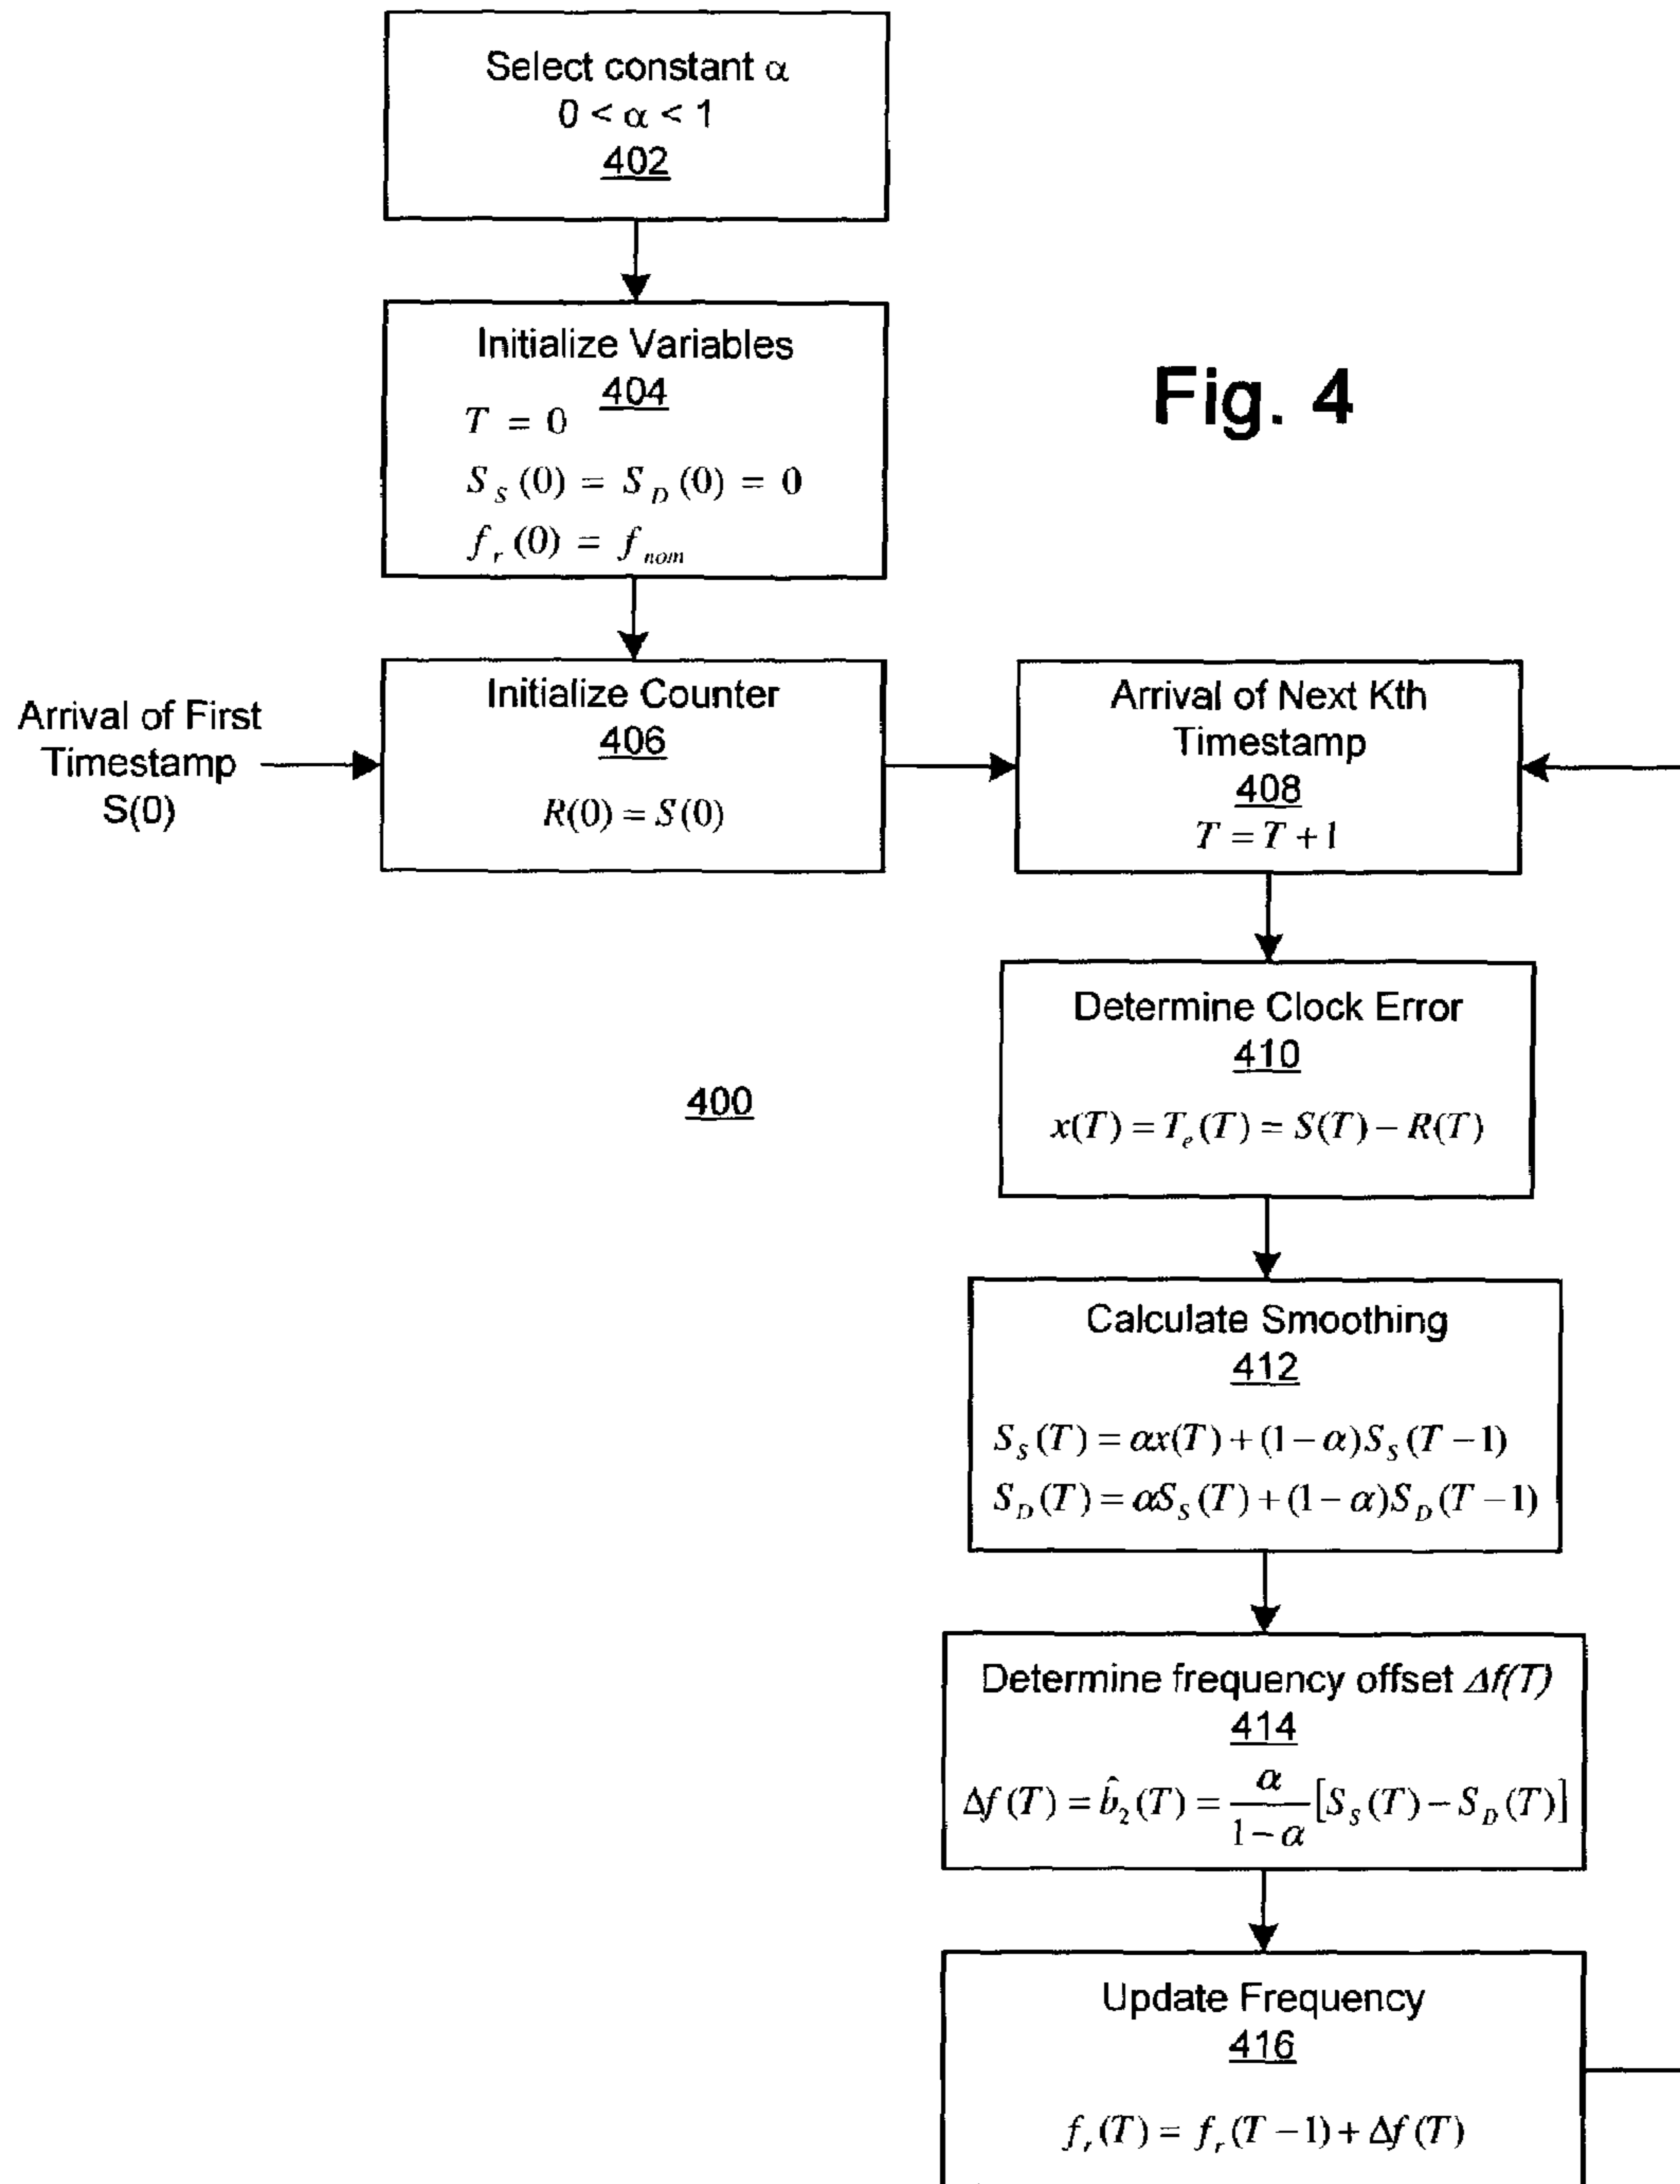 Select constant α
0 < α < 1
402
Initialize Variables
404
T = 0
S_S(0) = S_D(0) = 0
f_r(0) = f_nom
Fig. 4
Arrival of First
Timestamp
S(0)
Initialize Counter
406
R(0) = S(0)
Arrival of Next Kth
Timestamp
408
T = T + 1
Determine Clock Error
410
x(T) = T_e(T) = S(T) − R(T)
400
Calculate Smoothing
412
S_S(T) = αx(T) + (1−α)S_S(T−1)
S_D(T) = αS_S(T) + (1−α)S_D(T−1)
Determine frequency offset Δf(T)
414
Δf(T) = b̂_2(T) = α/(1−α) [S_S(T) − S_D(T)]
Update Frequency
416
f_r(T) = f_r(T−1) + Δf(T)